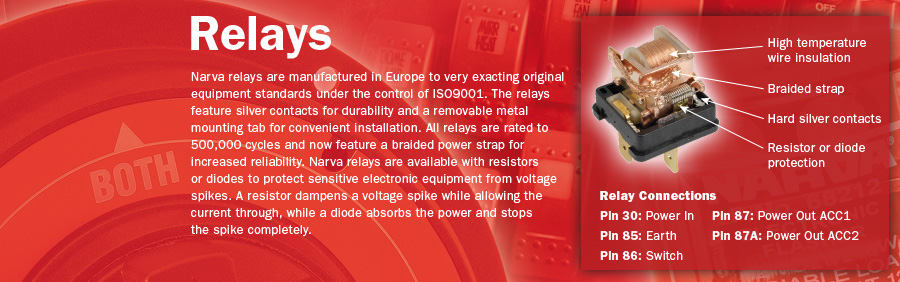 Relays
Narva relays are manufactured in Europe to very exacting original
equipment standards under the control of ISO9001. The relays
feature silver contacts for durability and a removable metal
mounting tab for convenient installation. All relays are rated to
500,000 cycles and now feature a braided power strap for
increased reliability. Narva relays are available with resistors
or diodes to protect sensitive electronic equipment from voltage
spikes. A resistor dampens a voltage spike while allowing the
current through, while a diode absorbs the power and stops
the spike completely.
BOTH
OFF
High temperature
wire insulation
Braided strap
Hard silver contacts
Resistor or diode
protection
Relay Connections
Pin 30: Power In Pin 87: Power Out ACC1
Pin 85: Earth Pin 87A: Power Out ACC2
Pin 86: Switch